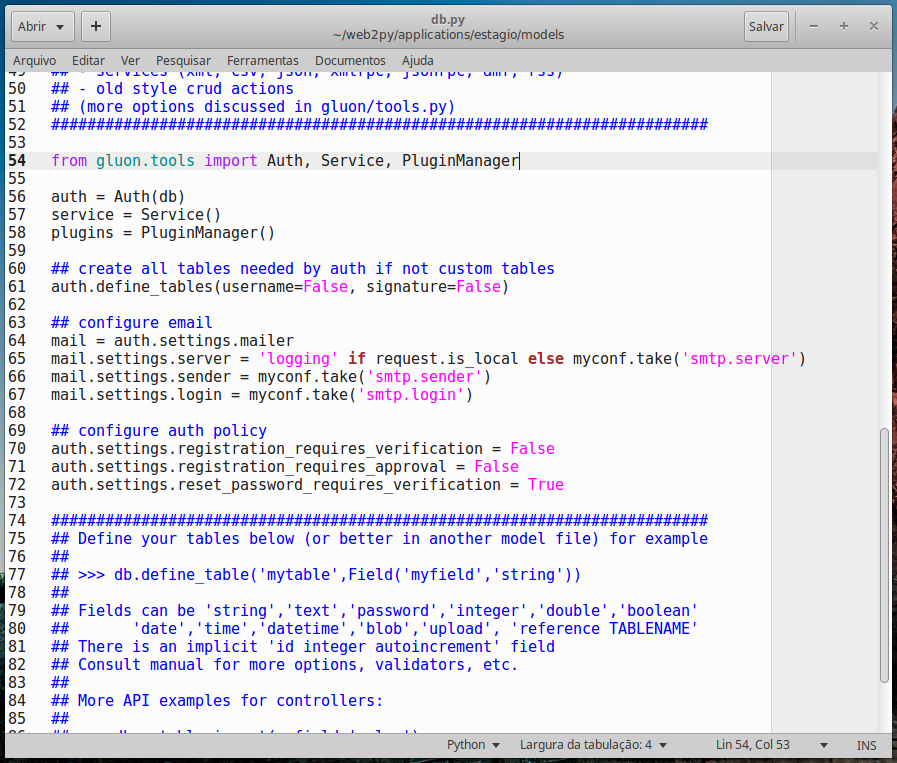 Abrir
+
db.py
~/web2py/applications/estagio/models
Salvar
Arquivo Editar Ver Pesquisar Ferramentas Documentos Ajuda
49 ## - services (xml, csv, json, xmlrpc, jsonrpc, amf, rss)
50 ## - old style crud actions
51 ## (more options discussed in gluon/tools.py)
52 #########################################################################
53
54 from gluon.tools import Auth, Service, PluginManager
55
56 auth = Auth(db)
57 service = Service()
58 plugins = PluginManager()
59
60 ## create all tables needed by auth if not custom tables
61 auth.define_tables(username=False, signature=False)
62
63 ## configure email
64 mail = auth.settings.mailer
65 mail.settings.server = 'logging' if request.is_local else myconf.take('smtp.server')
66 mail.settings.sender = myconf.take('smtp.sender')
67 mail.settings.login = myconf.take('smtp.login')
68
69 ## configure auth policy
70 auth.settings.registration_requires_verification = False
71 auth.settings.registration_requires_approval = False
72 auth.settings.reset_password_requires_verification = True
73
74 #########################################################################
75 ## Define your tables below (or better in another model file) for example
76 ##
77 ## >>> db.define_table('mytable',Field('myfield','string'))
78 ##
79 ## Fields can be 'string','text','password','integer','double','boolean'
80 ##       'date','time','datetime','blob','upload', 'reference TABLENAME'
81 ## There is an implicit 'id integer autoincrement' field
82 ## Consult manual for more options, validators, etc.
83 ##
84 ## More API examples for controllers:
85 ##
Python Largura da tabulação: 4 Lin 54, Col 53 INS